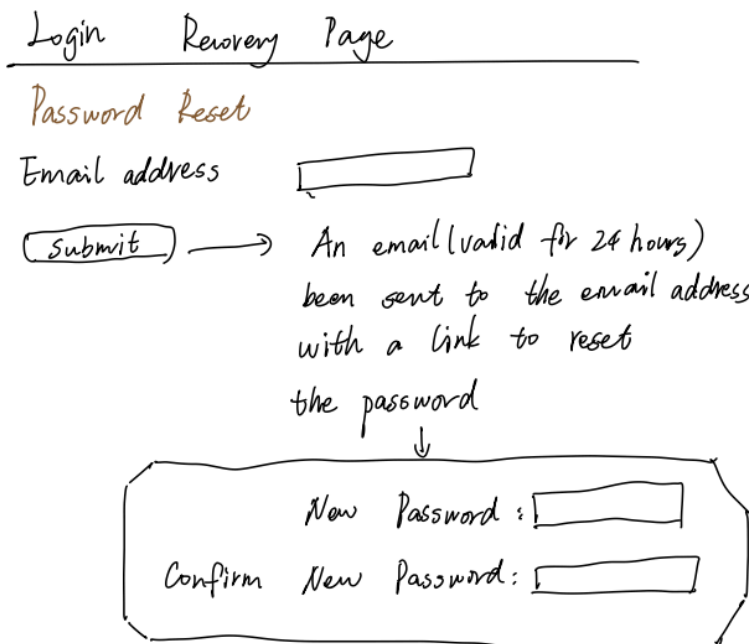 Login Recovery Page
Password Reset
Email address
Submit
An email (valid for 24 hours)
been sent to the email address
with a link to reset
the password
New Password:
Confirm New Password: